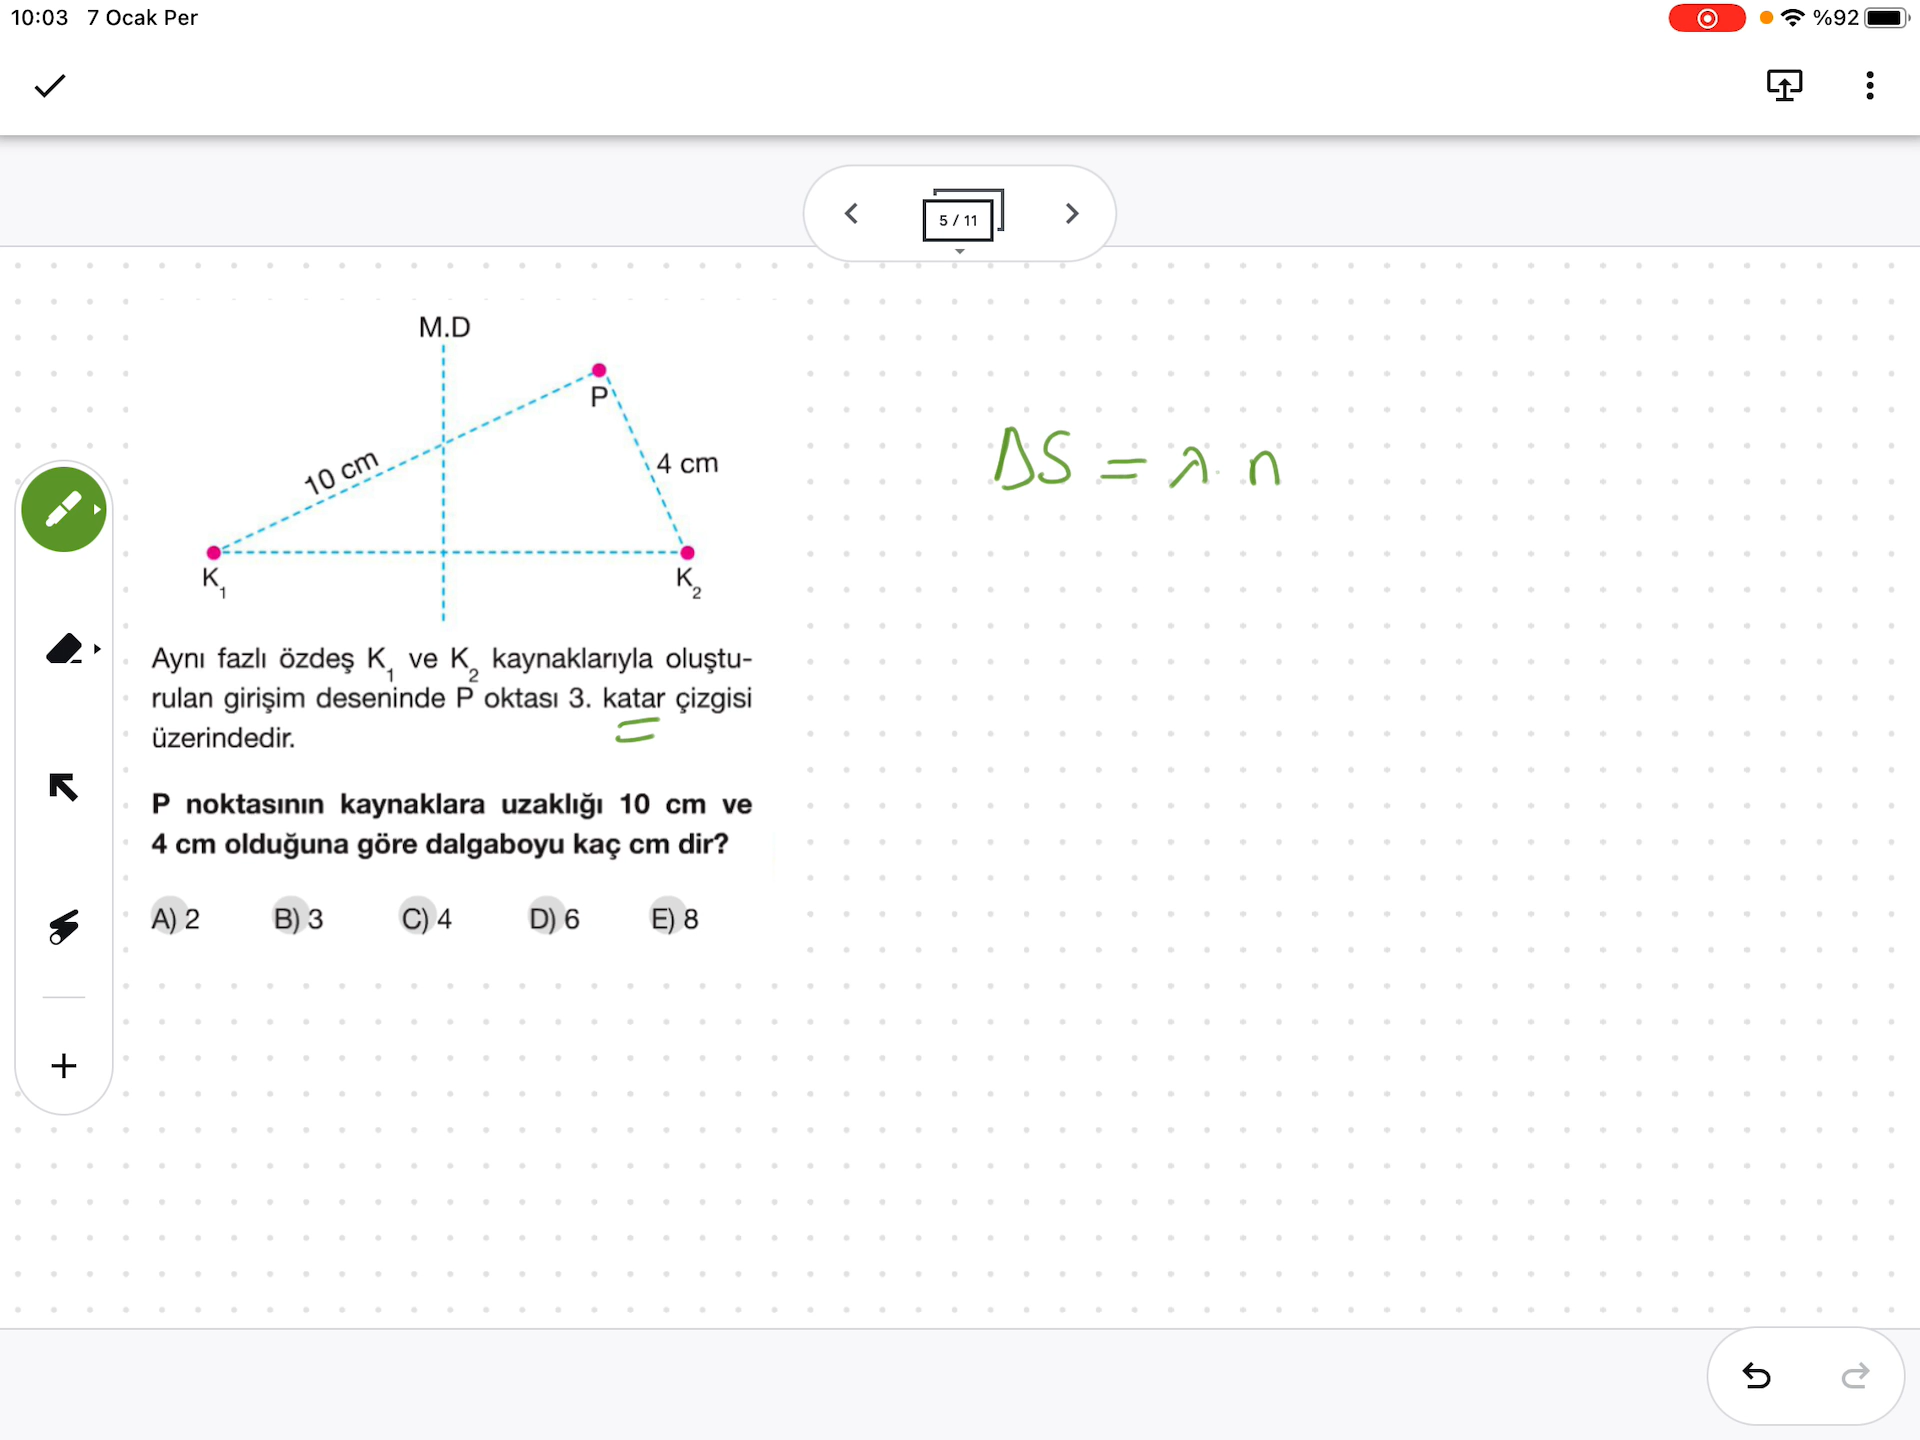 10:03 7 Ocak Per
%92
5 / 11
M.D
P
10 cm
4 cm
K1
K2
ΔS = λ. n
Aynı fazlı özdeş K1 ve K2 kaynaklarıyla oluştu-
rulan girişim deseninde P oktası 3. katar çizgisi
üzerindedir.
P noktasının kaynaklara uzaklığı 10 cm ve
4 cm olduğuna göre dalgaboyu kaç cm dir?
A) 2 B) 3 C) 4 D) 6 E) 8